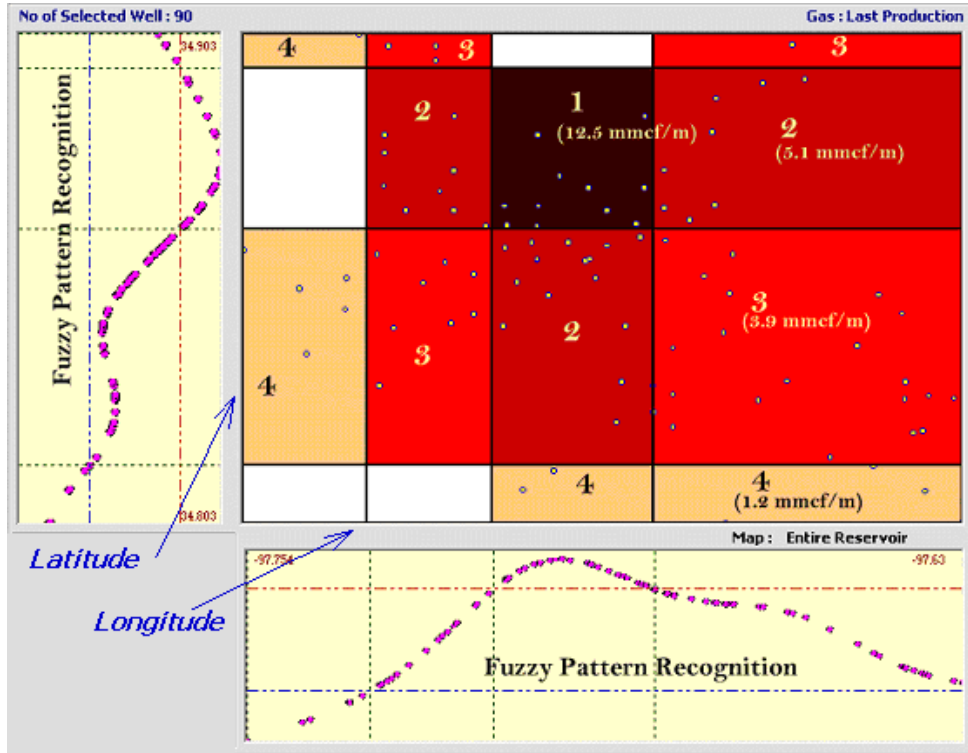 No of Selected Well : 90
Gas : Last Production
34.903
Fuzzy Pattern Recognition
34.803
4
3
3
2
1
(12.5 mmcf/m)
2
(5.1 mmcf/m)
4
3
2
3
(3.9 mmcf/m)
4
4
(1.2 mmcf/m)
Latitude
Longitude
Map : Entire Reservoir
-97.754
-97.63
Fuzzy Pattern Recognition